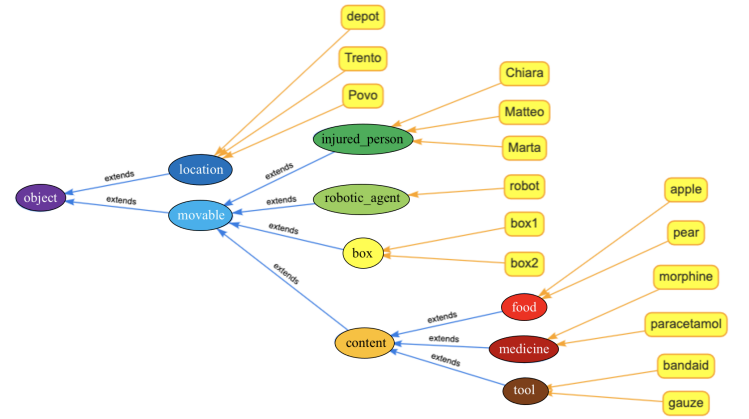 depot
Trento
Povo
Chiara
Matteo
Marta
injured_person
location
extends
extends
robotic_agent
robot
apple
object
extends
movable
extends
box1
pear
extends
box
box2
morphine
extends
food
extends
paracetamol
content
extends
medicine
extends
bandaid
tool
gauze